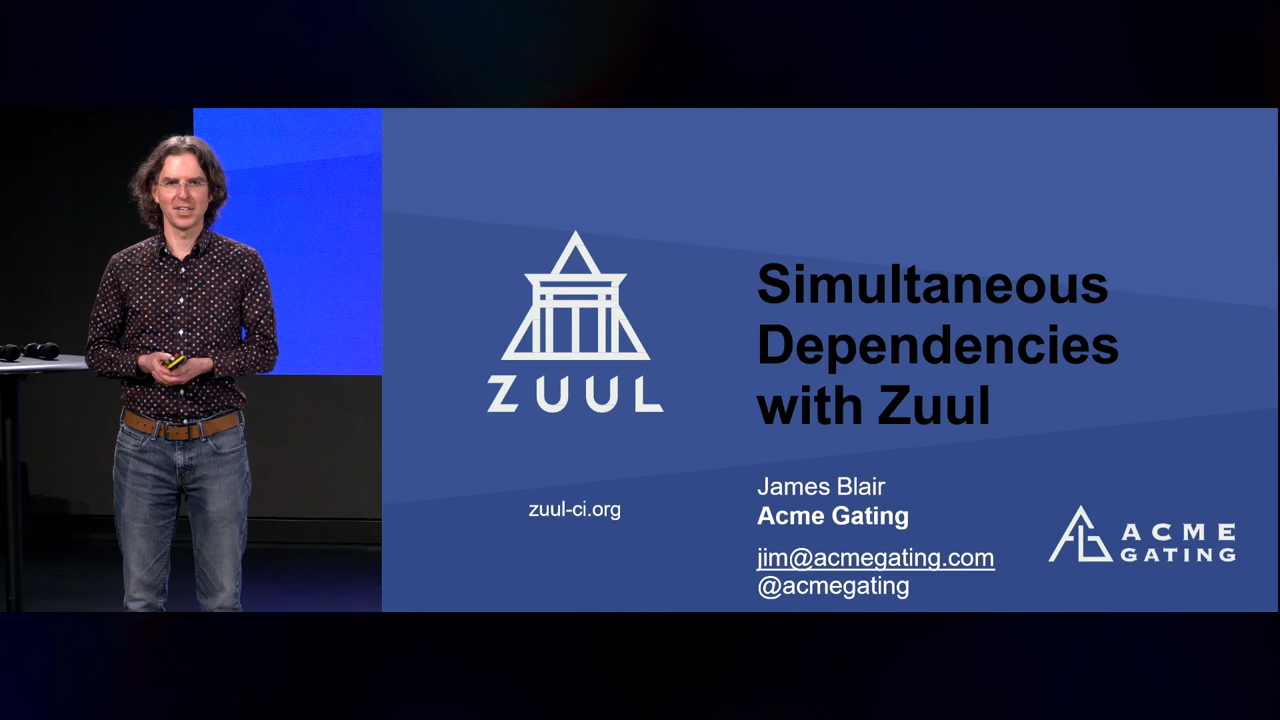 ZUUL
zuul-ci.org
Simultaneous
Dependencies
with Zuul
James Blair
Acme Gating
jim@acmegating.com
@acmegating
ACME
GATING